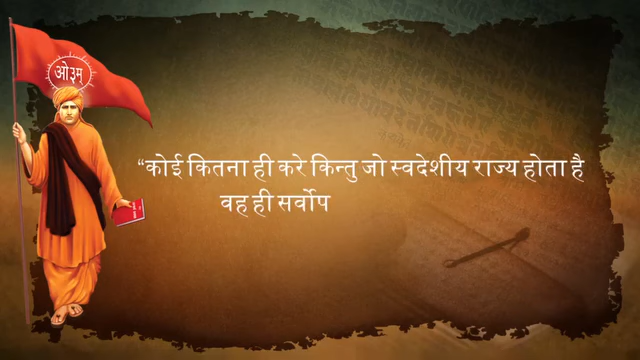 ओ३म्
“कोई कितना ही करे किन्तु जो स्वदेशीय राज्य होता है
वह ही सर्वोप